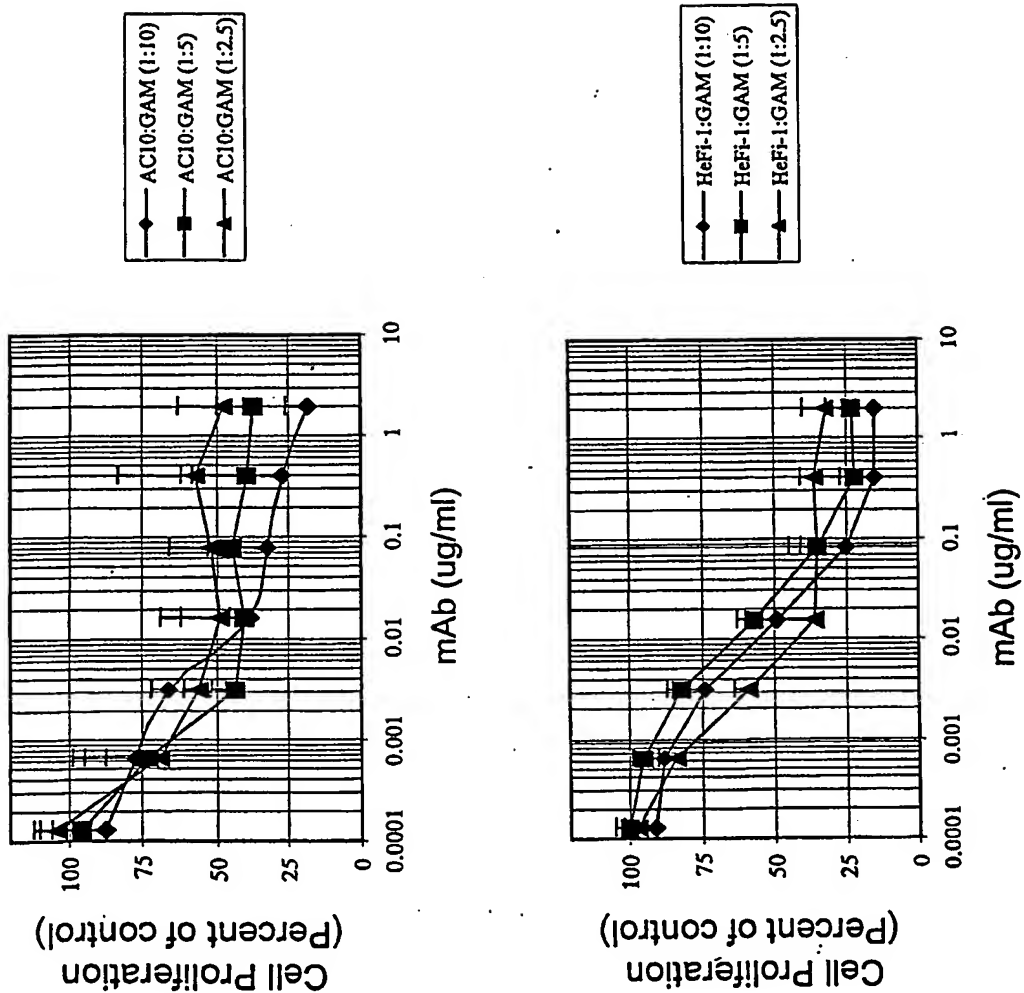 AC10:GAM (1:10)
AC10:GAM (1:5)
AC10:GAM (1:2.5)
100
75
50
25
0
0.0001
0.001
0.01
0.1
1
10
mAb (ug/ml)
Cell Proliferation
(Percent of control)
HeFi-1:GAM (1:10)
HeFi-1:GAM (1:5)
HeFi-1:GAM (1:2.5)
100
75
50
25
0
0.0001
0.001
0.01
0.1
1
10
mAb (ug/ml)
Cell Proliferation
(Percent of control)